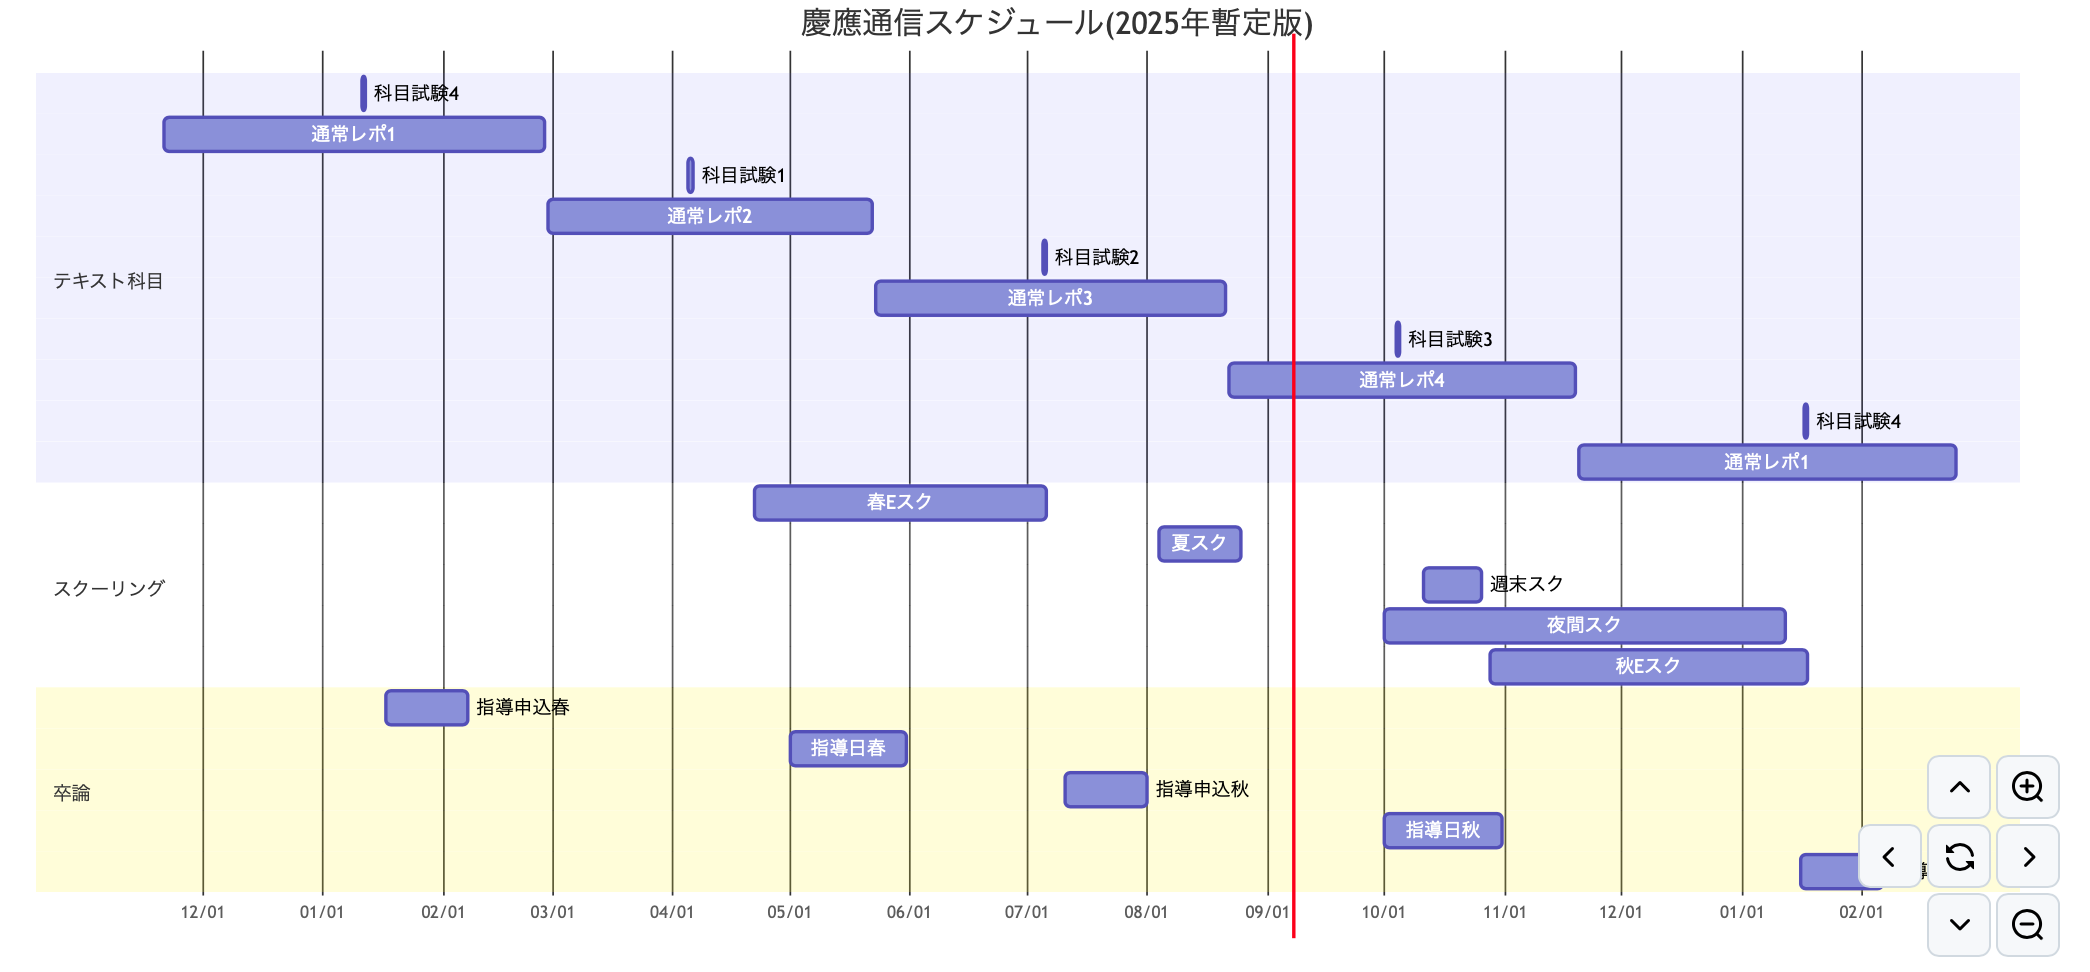 慶應通信スケジュール(2025年暫定版)
科目試験4
通常レポ1
科目試験1
通常レポ2
科目試験2
テキスト科目
通常レポ3
科目試験3
通常レポ4
科目試験4
通常レポ1
春Eスク
夏スク
スクーリング
週末スク
夜間スク
秋Eスク
指導申込春
指導日春
卒論
指導申込秋
指導日秋
12/01 01/01 02/01 03/01 04/01 05/01 06/01 07/01 08/01 09/01 10/01 11/01 12/01 01/01 02/01